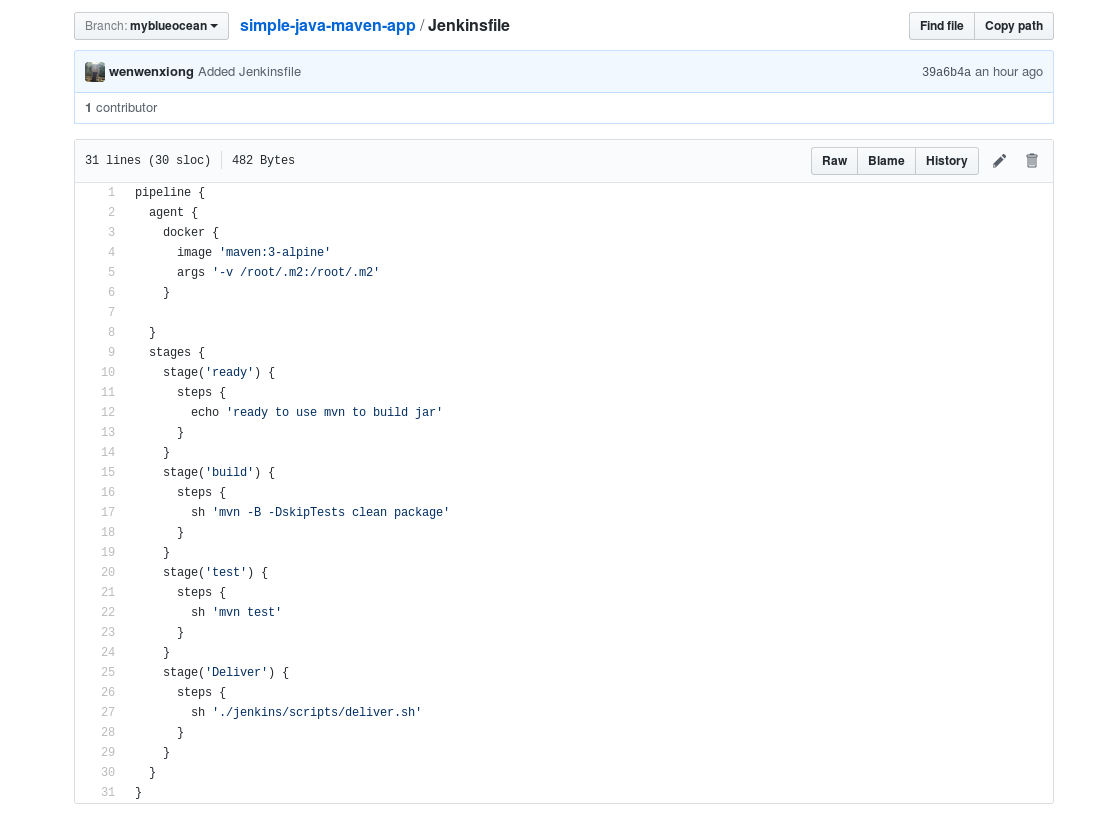 Branch: myblueocean simple-java-maven-app / Jenkinsfile Find file Copy path
wenwenxiong Added Jenkinsfile 39a6b4a an hour ago
1 contributor
31 lines (30 sloc) 482 Bytes Raw Blame History
1 pipeline {
2   agent {
3     docker {
4       image 'maven:3-alpine'
5       args '-v /root/.m2:/root/.m2'
6     }
7
8   }
9   stages {
10     stage('ready') {
11       steps {
12         echo 'ready to use mvn to build jar'
13       }
14     }
15     stage('build') {
16       steps {
17         sh 'mvn -B -DskipTests clean package'
18       }
19     }
20     stage('test') {
21       steps {
22         sh 'mvn test'
23       }
24     }
25     stage('Deliver') {
26       steps {
27         sh './jenkins/scripts/deliver.sh'
28       }
29     }
30   }
31 }